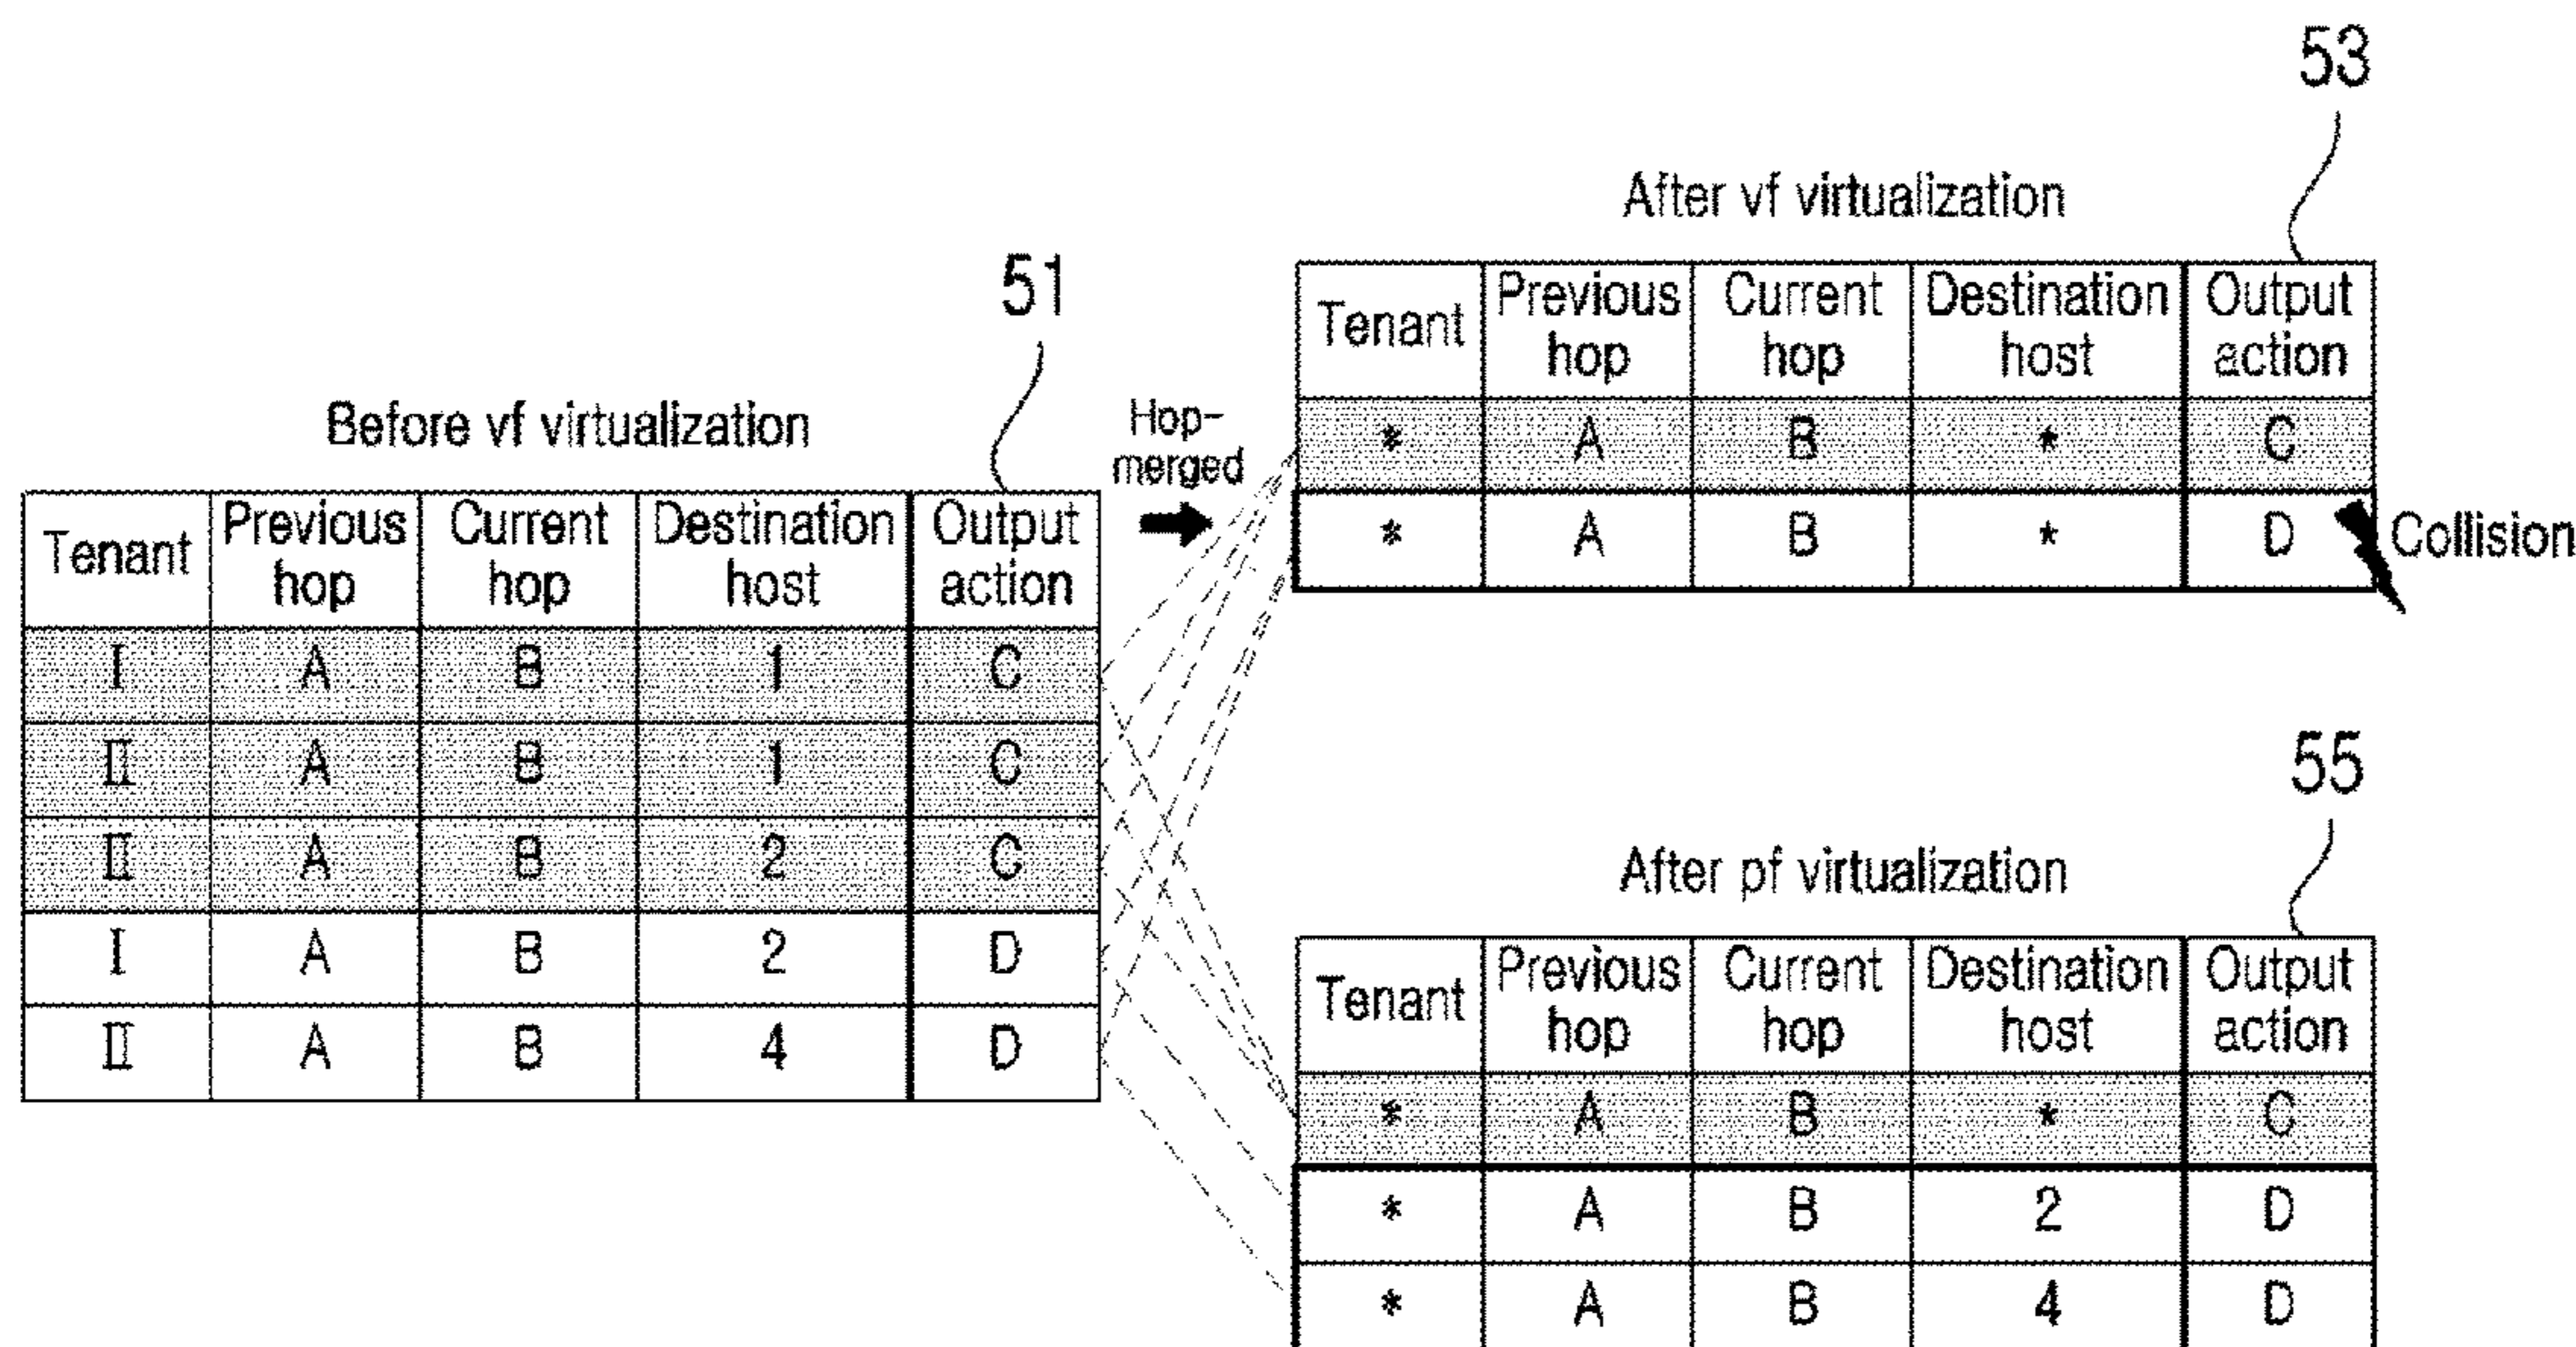 53
After vf virtualization
Tenant Previous hop Current hop Destination host Output action
* A B * C
* A B * D
Collision
51
Before vf virtualization
Hop-
merged
Tenant Previous hop Current hop Destination host Output action
I A B 1 C
II A B 1 C
II A B 2 C
I A B 2 D
II A B 4 D
55
After pf virtualization
Tenant Previous hop Current hop Destination host Output action
* A B * C
* A B 2 D
* A B 4 D